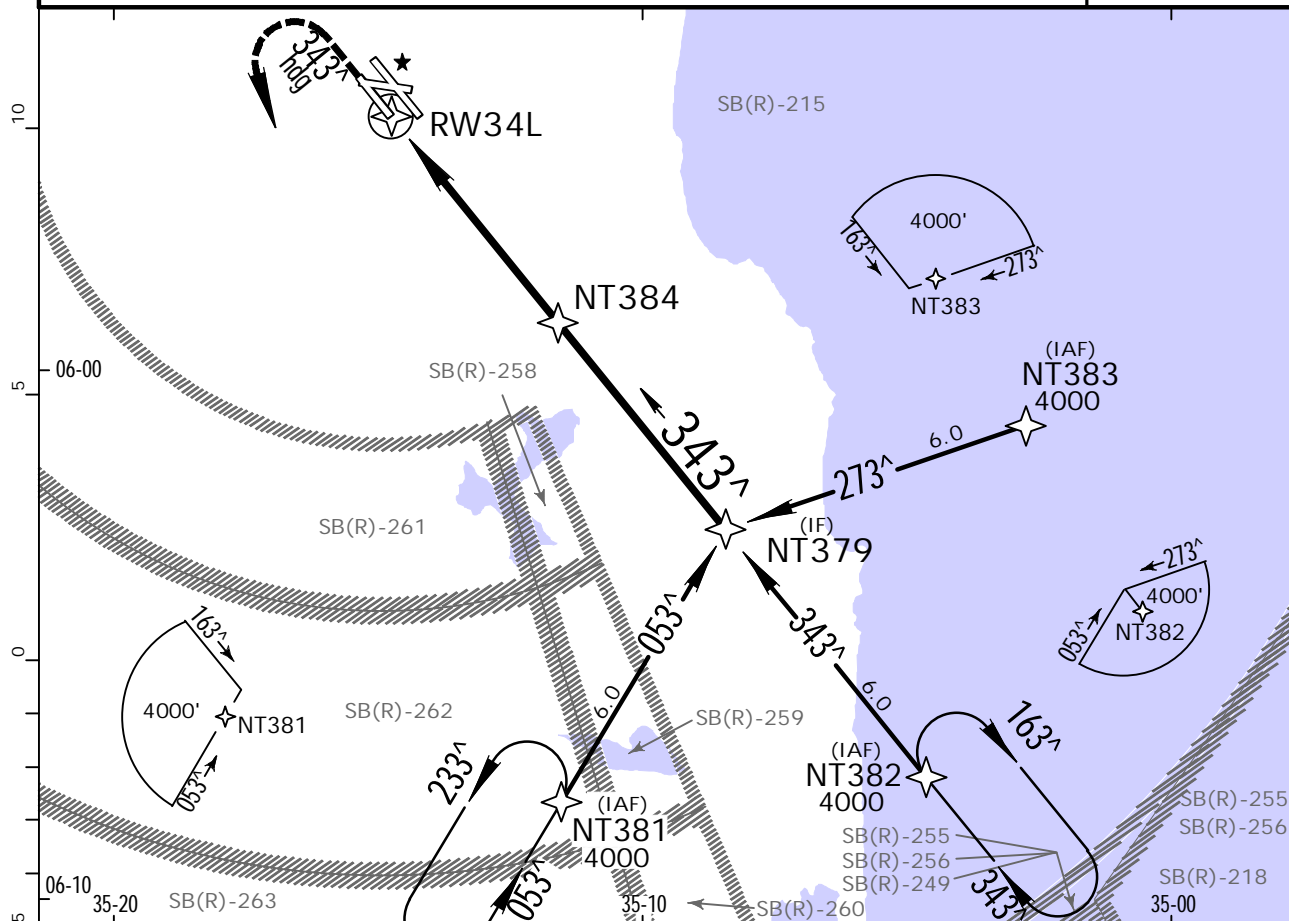 10
343^
hdg
RW34L
SB(R)-215
4000'
163^
273^
NT383
NT384
5
06-00
SB(R)-258
(IAF)
NT383
4000
6.0
273^
343^
(IF)
NT379
SB(R)-261
273^
4000'
053^
NT382
163^
4000'
NT381
053^
053^
343^
0
SB(R)-262
6.0
6.0
SB(R)-259
163^
233^
(IAF)
NT382
4000
(IAF)
NT381
4000
SB(R)-255
SB(R)-256
SB(R)-255
SB(R)-256
SB(R)-249
SB(R)-218
053^
343^
06-10
SB(R)-263
35-20
35-10
SB(R)-260
35-00
5